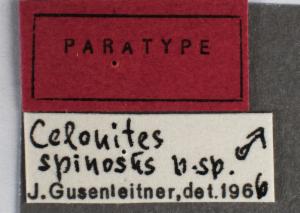 PARATYPE
Celonites ♂
spinosus n.sp.
J.Gusenleitner,det.1966